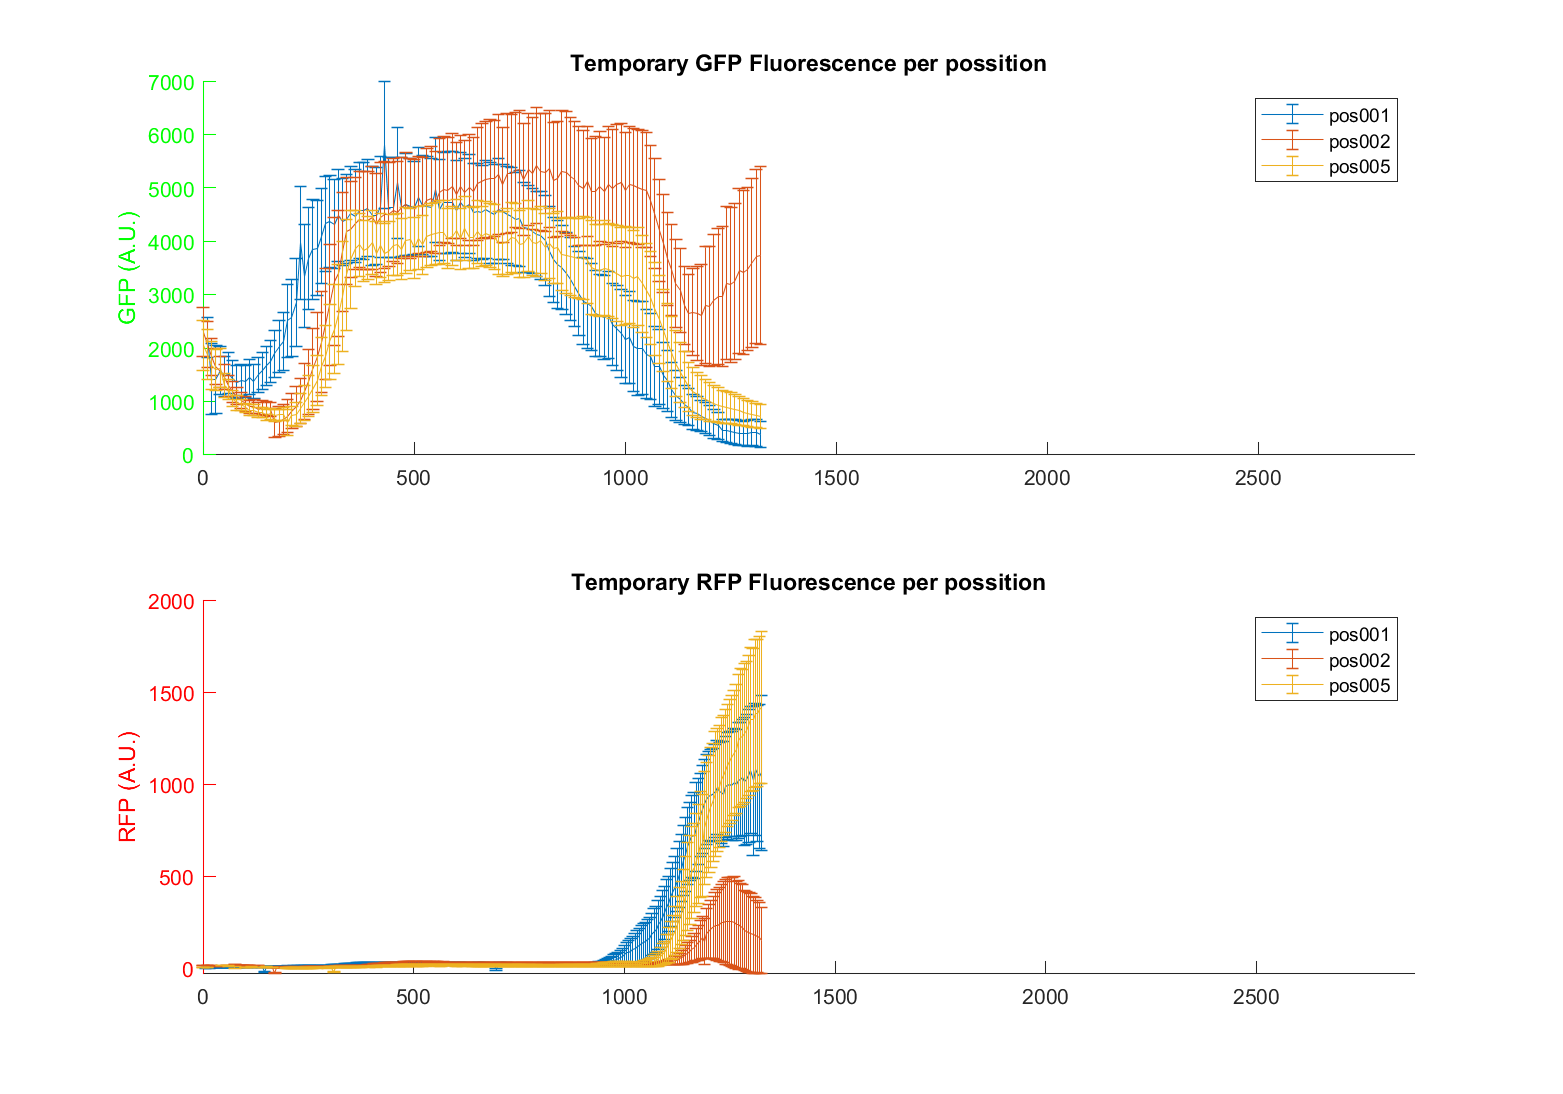 Temporary GFP Fluorescence per possition
7000
6000
5000
4000
3000
2000
1000
0
GFP (A.U.)
0 500 1000 1500 2000 2500
pos001
pos002
pos005
Temporary RFP Fluorescence per possition
2000
1500
1000
500
0
RFP (A.U.)
0 500 1000 1500 2000 2500
pos001
pos002
pos005